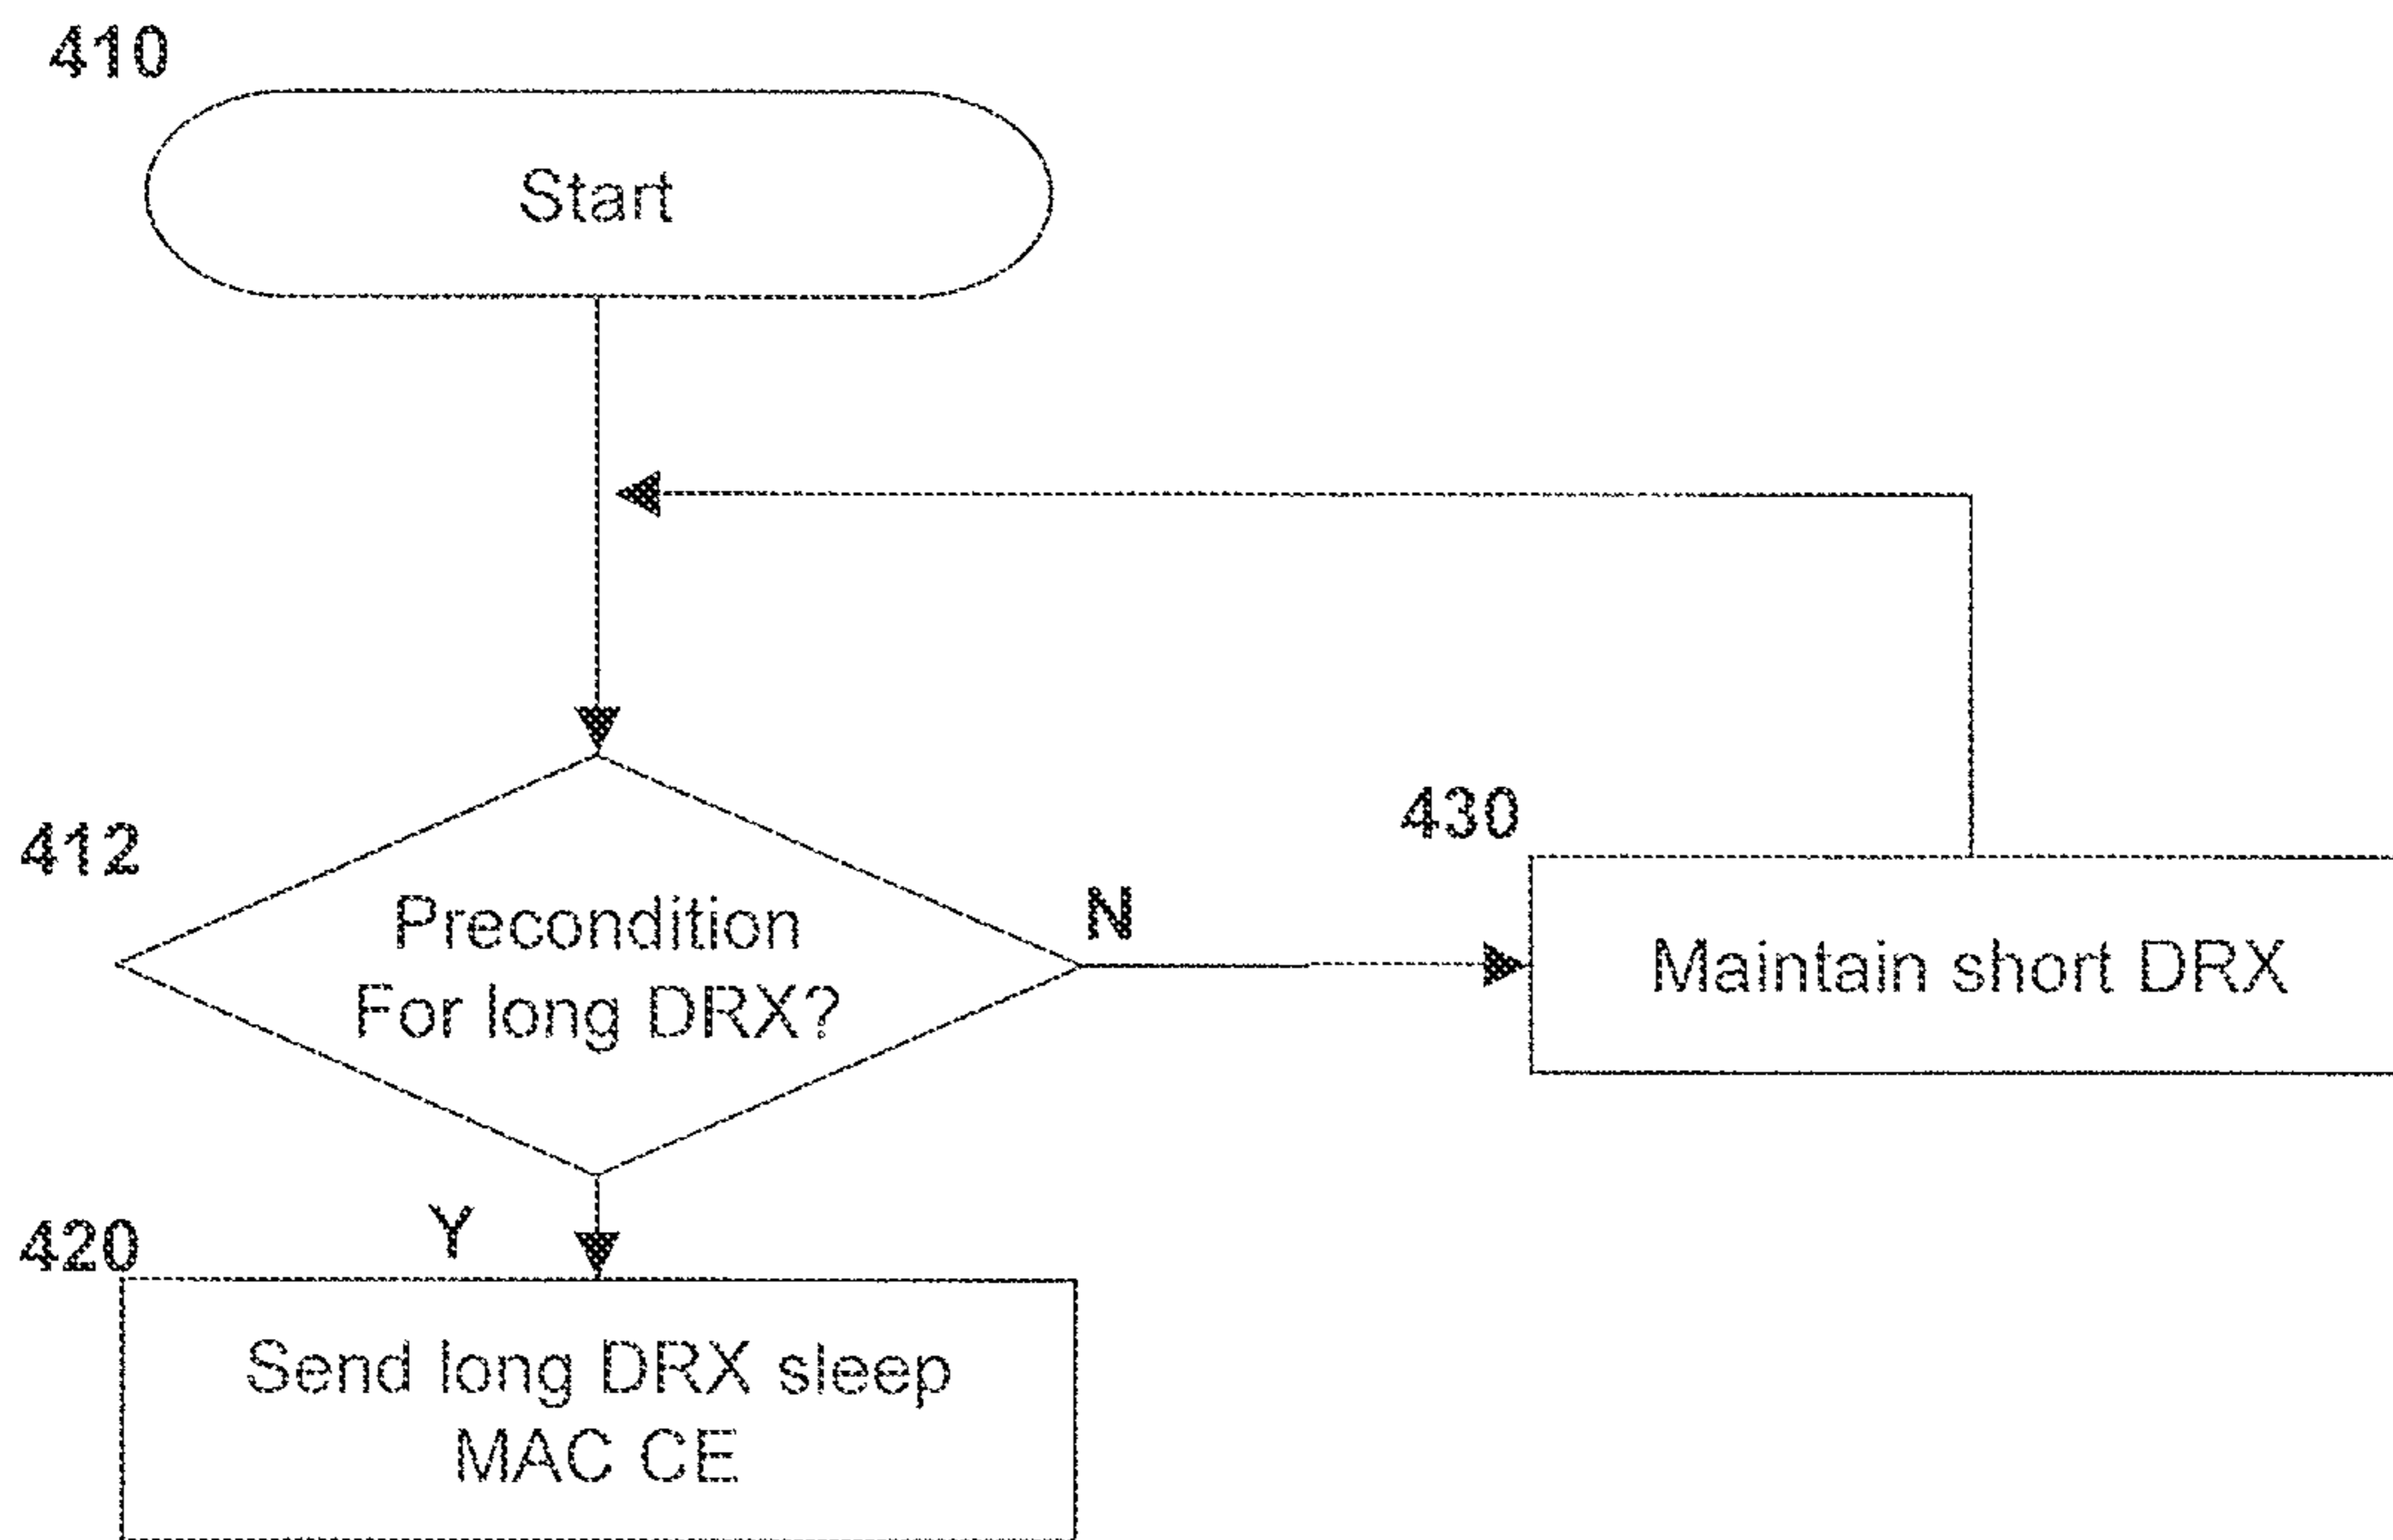 410
Start
412
Precondition
For long DRX?
N
430
Maintain short DRX
Y
420
Send long DRX sleep
MAC CE